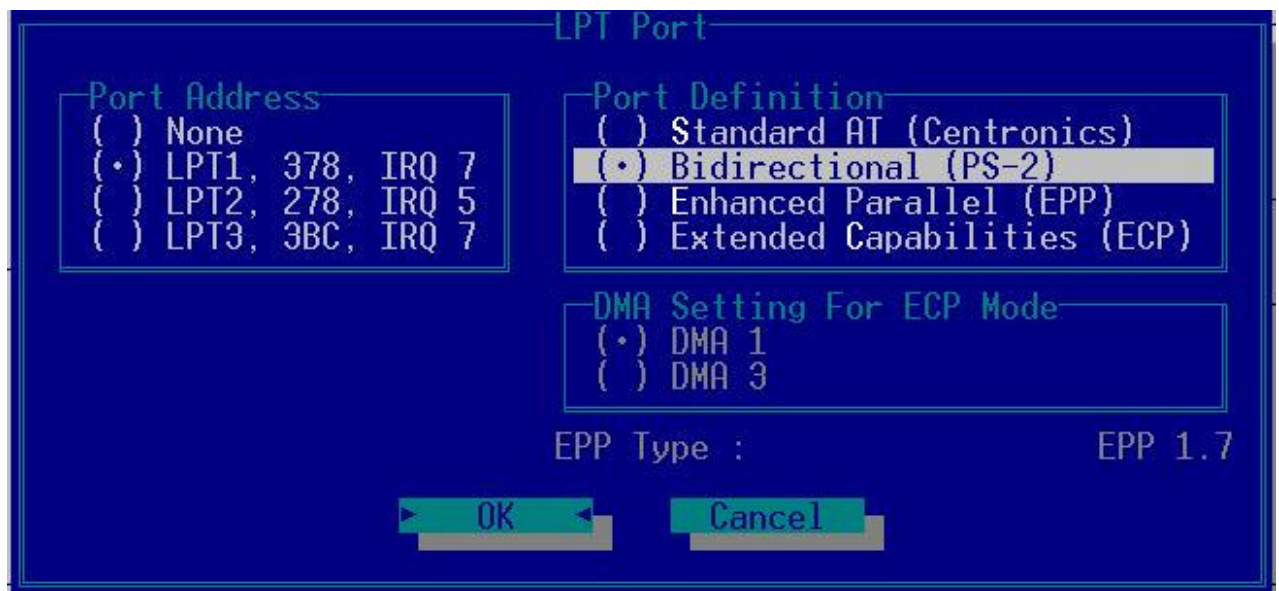 LPT Port
Port Address
( ) None
(•) LPT1, 378, IRQ 7
( ) LPT2, 278, IRQ 5
( ) LPT3, 3BC, IRQ 7
Port Definition
( ) Standard AT (Centronics)
(•) Bidirectional (PS-2)
( ) Enhanced Parallel (EPP)
( ) Extended Capabilities (ECP)
DMA Setting For ECP Mode
(•) DMA 1
( ) DMA 3
EPP Type : EPP 1.7
► OK ◄ Cancel